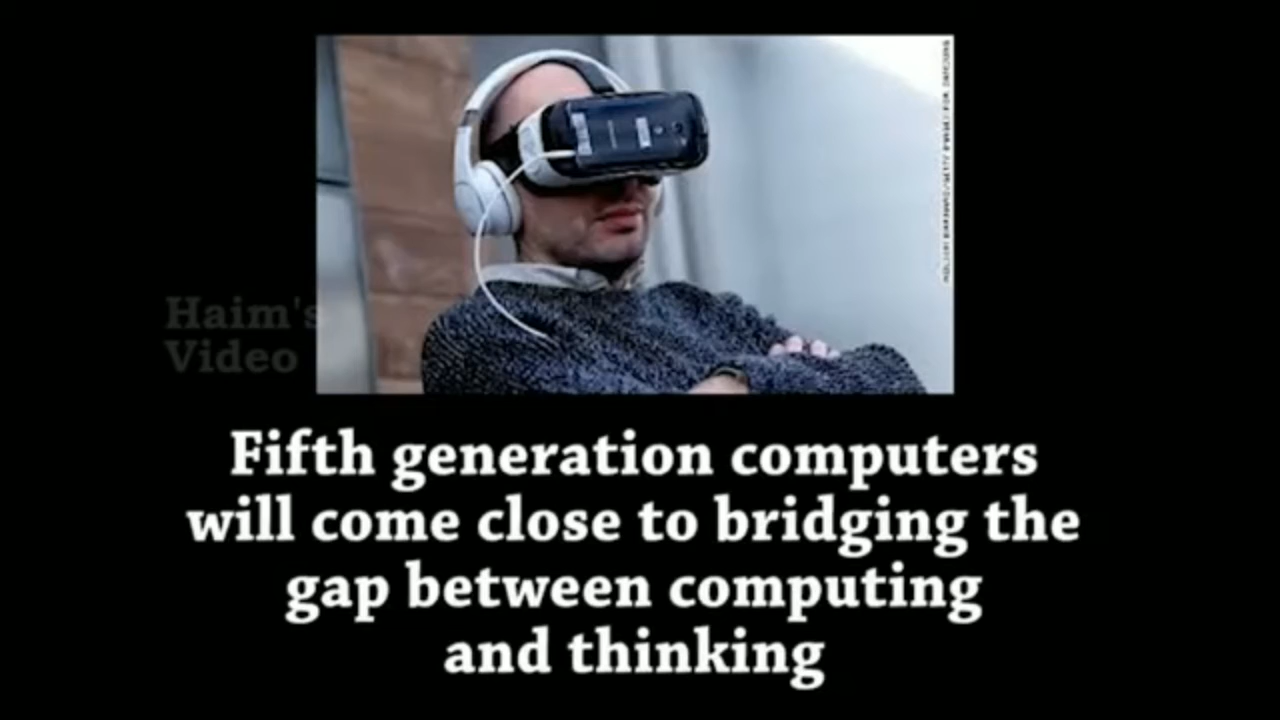 Haim's
Video
Fifth generation computers
will come close to bridging the
gap between computing
and thinking